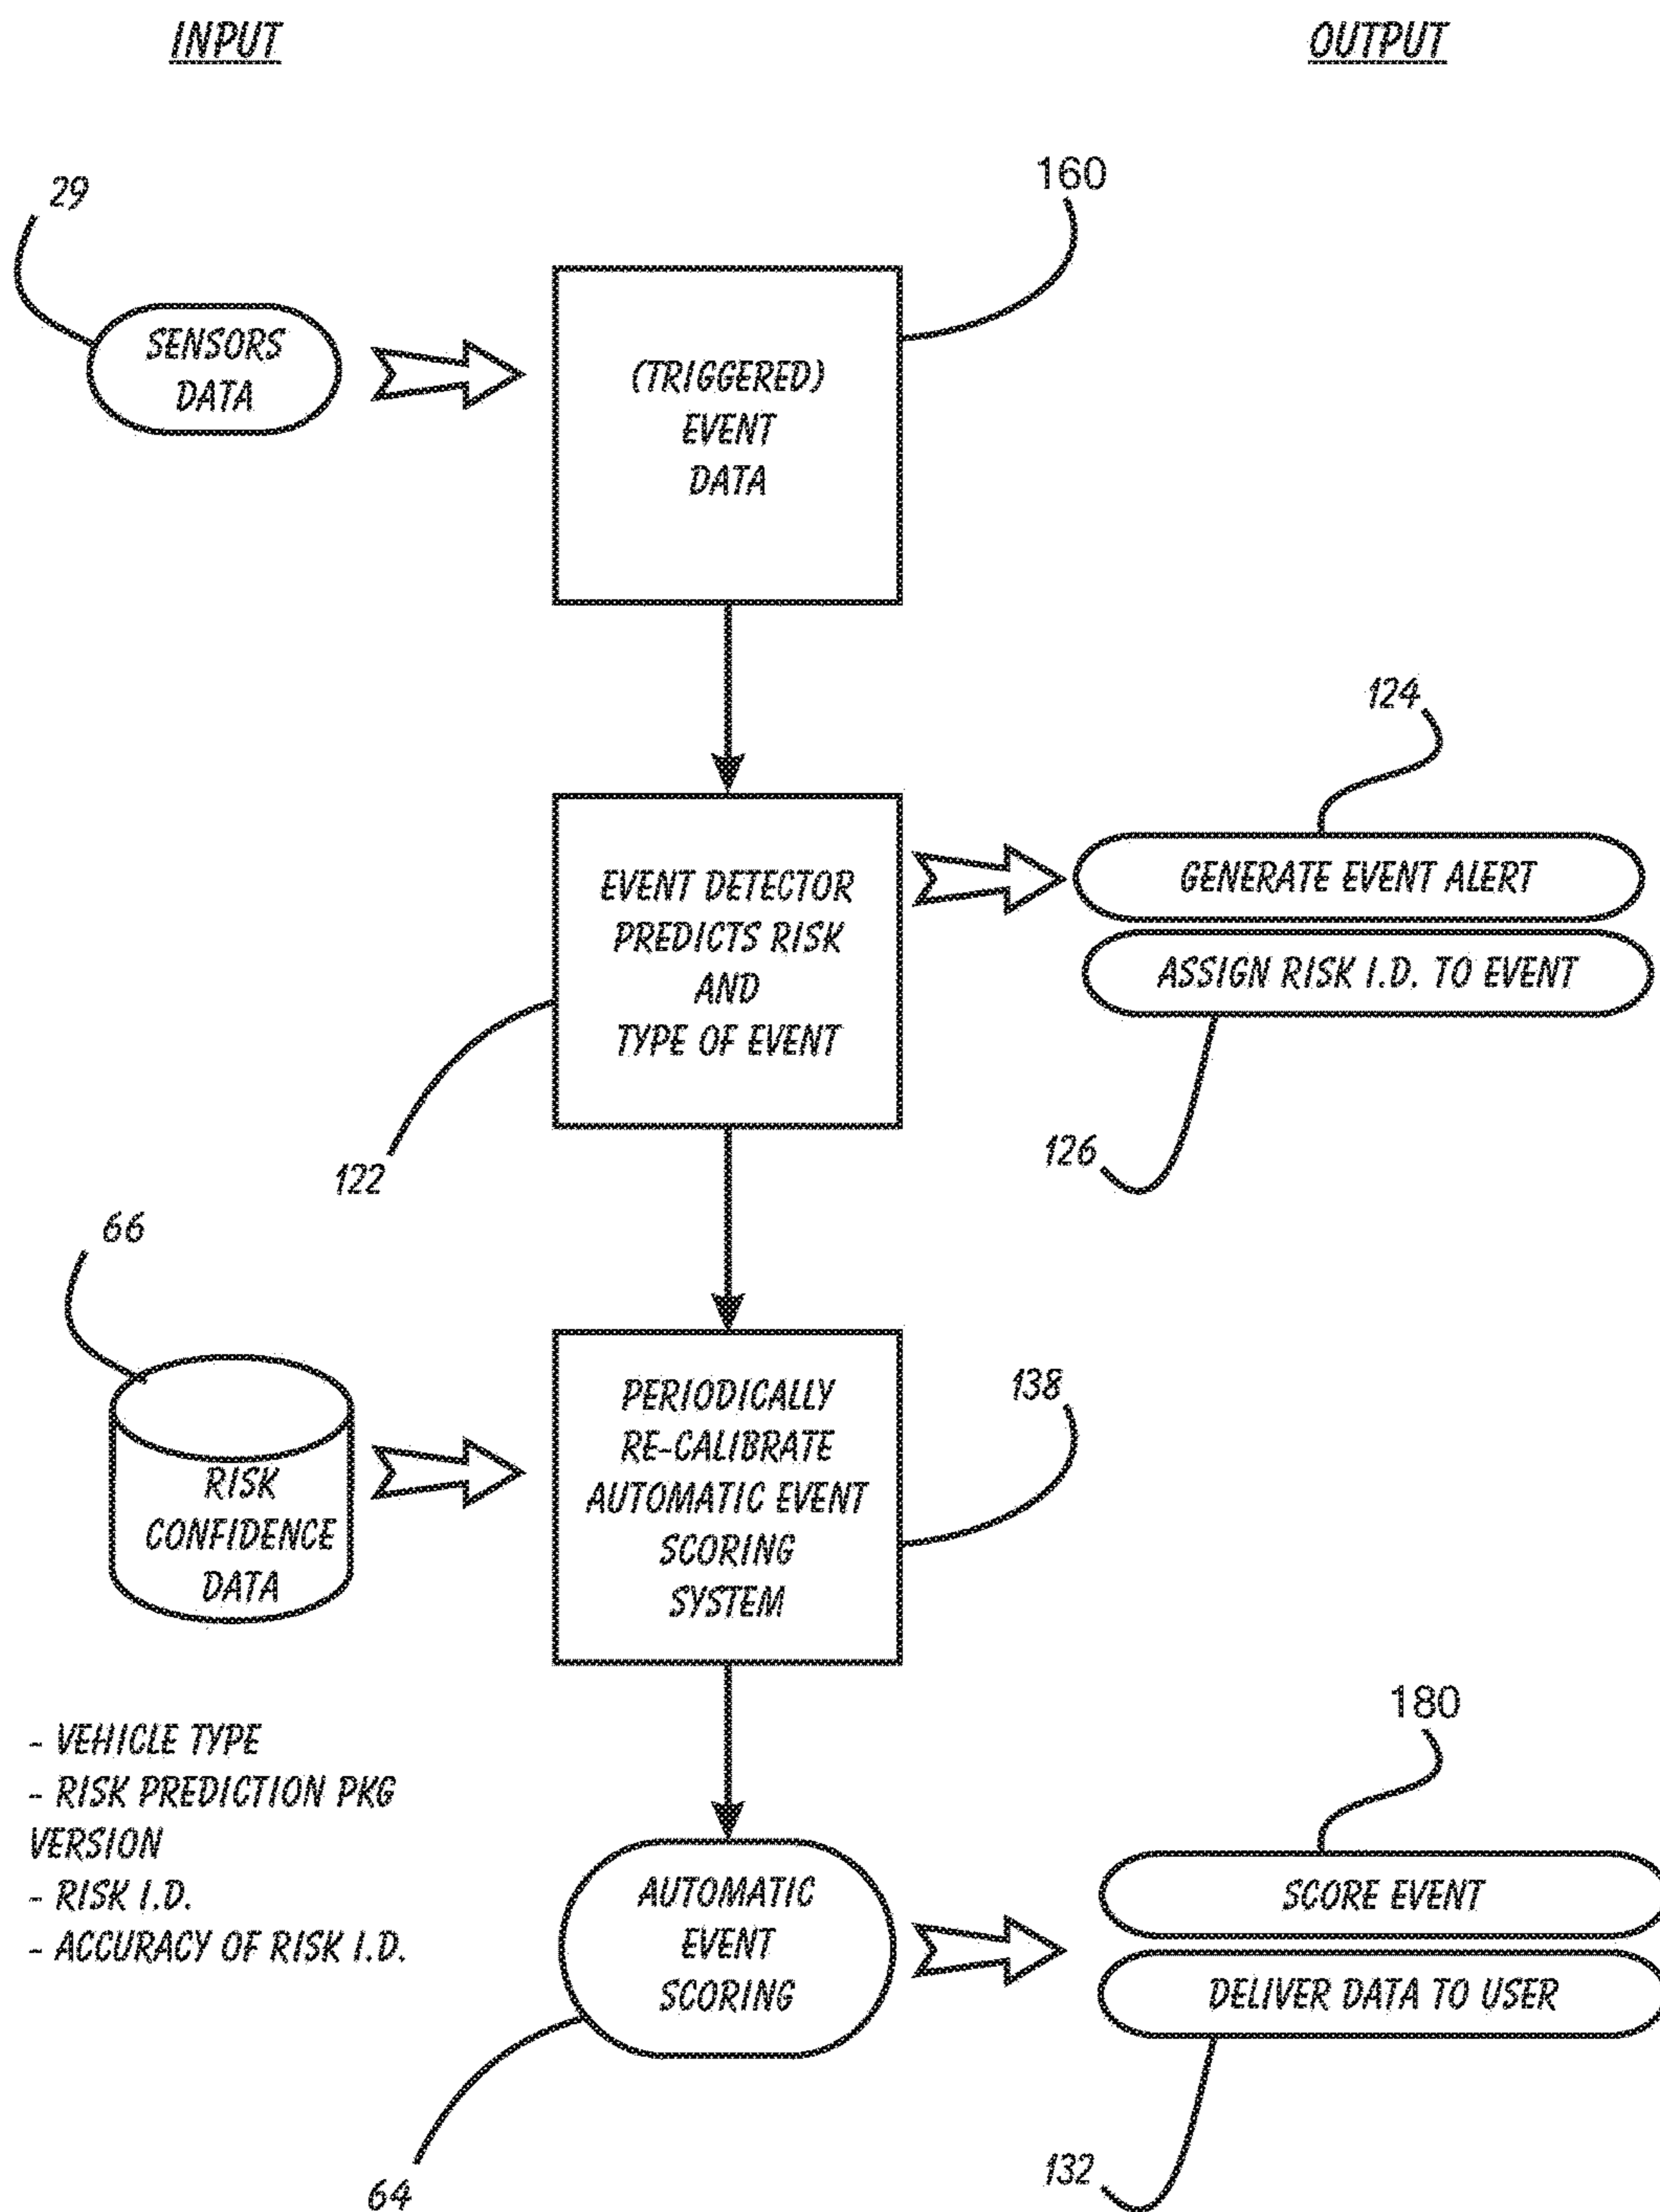 INPUT
OUTPUT
29
160
SENSORS
DATA
(TRIGGERED)
EVENT
DATA
124
EVENT DETECTOR
PREDICTS RISK
AND
TYPE OF EVENT
GENERATE EVENT ALERT
ASSIGN RISK I.D. TO EVENT
122
126
66
138
RISK
CONFIDENCE
DATA
PERIODICALLY
RE-CALIBRATE
AUTOMATIC EVENT
SCORING
SYSTEM
- VEHICLE TYPE
- RISK PREDICTION PKG
VERSION
- RISK I.D.
- ACCURACY OF RISK I.D.
180
AUTOMATIC
EVENT
SCORING
SCORE EVENT
DELIVER DATA TO USER
64
132